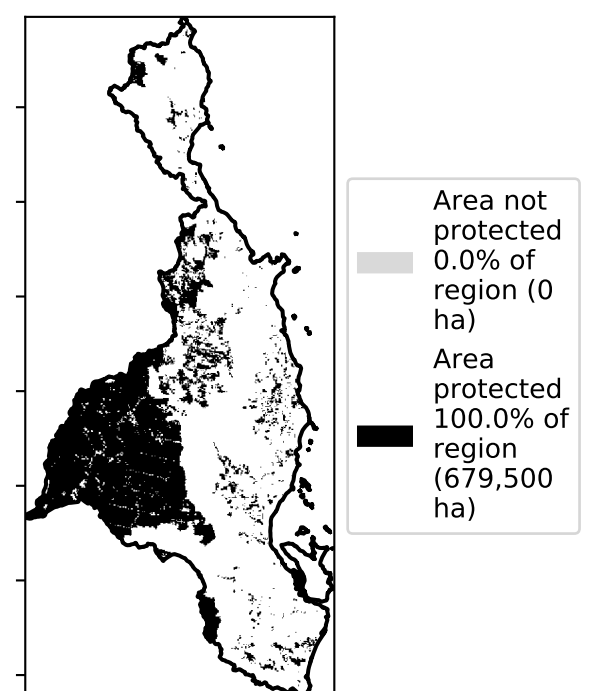 Area not
protected
0.0% of
region (0
ha)
Area
protected
100.0% of
region
(679,500
ha)